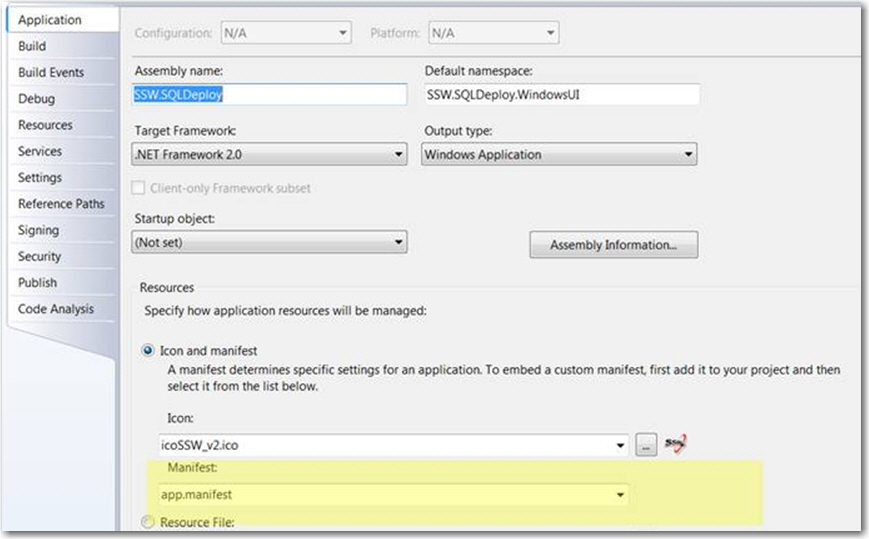 Application
Build
Build Events
Debug
Resources
Services
Settings
Reference Paths
Signing
Security
Publish
Code Analysis
Configuration: N/A Platform: N/A
Assembly name: Default namespace:
SSW.SQLDeploy SSW.SQLDeploy.WindowsUI
Target Framework: Output type:
.NET Framework 2.0 Windows Application
Client-only Framework subset
Startup object:
(Not set) Assembly Information...
Resources
Specify how application resources will be managed:
Icon and manifest
A manifest determines specific settings for an application. To embed a custom manifest, first add it to your project and then
select it from the list below.
Icon:
icoSSW_v2.ico ... SSW
Manifest:
app.manifest
Resource File: